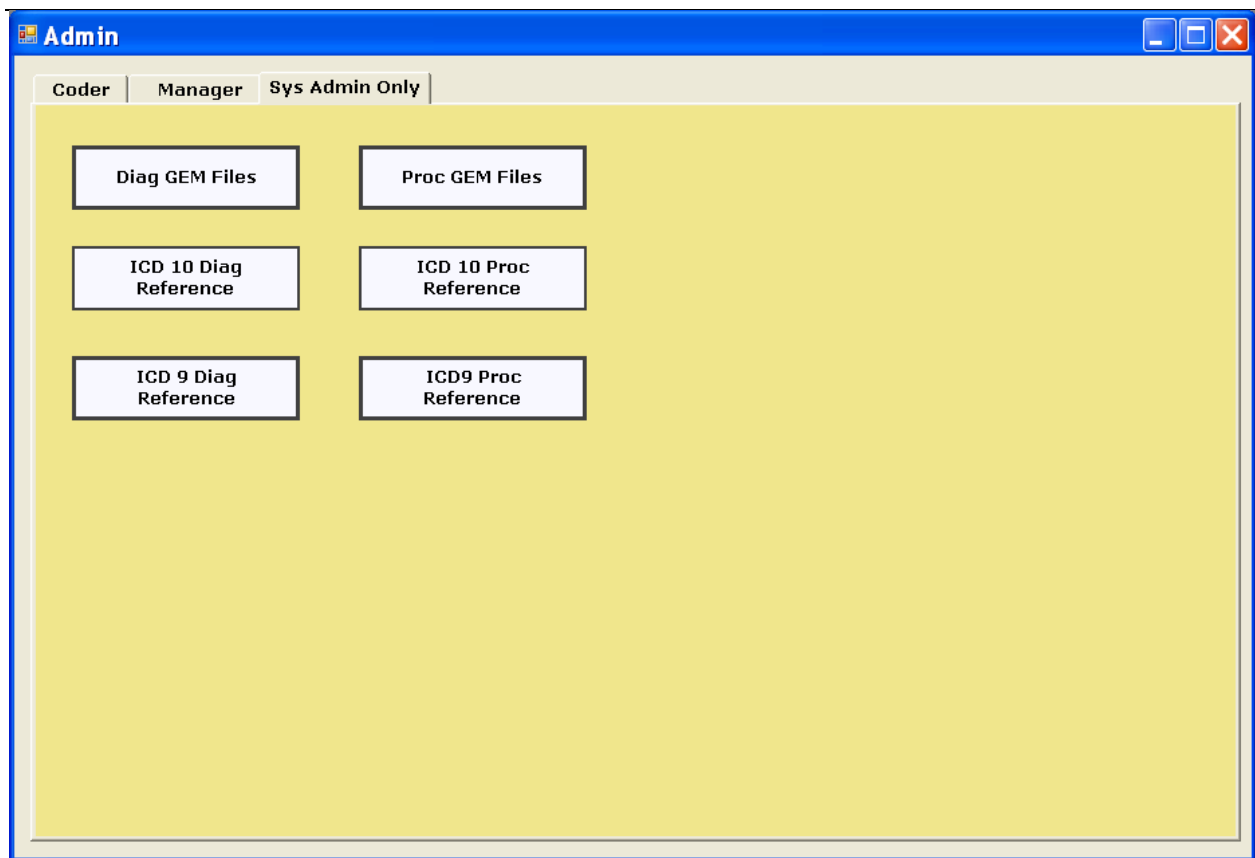 Admin
Coder Manager Sys Admin Only
Diag GEM Files Proc GEM Files
ICD 10 Diag
Reference
ICD 10 Proc
Reference
ICD 9 Diag
Reference
ICD9 Proc
Reference